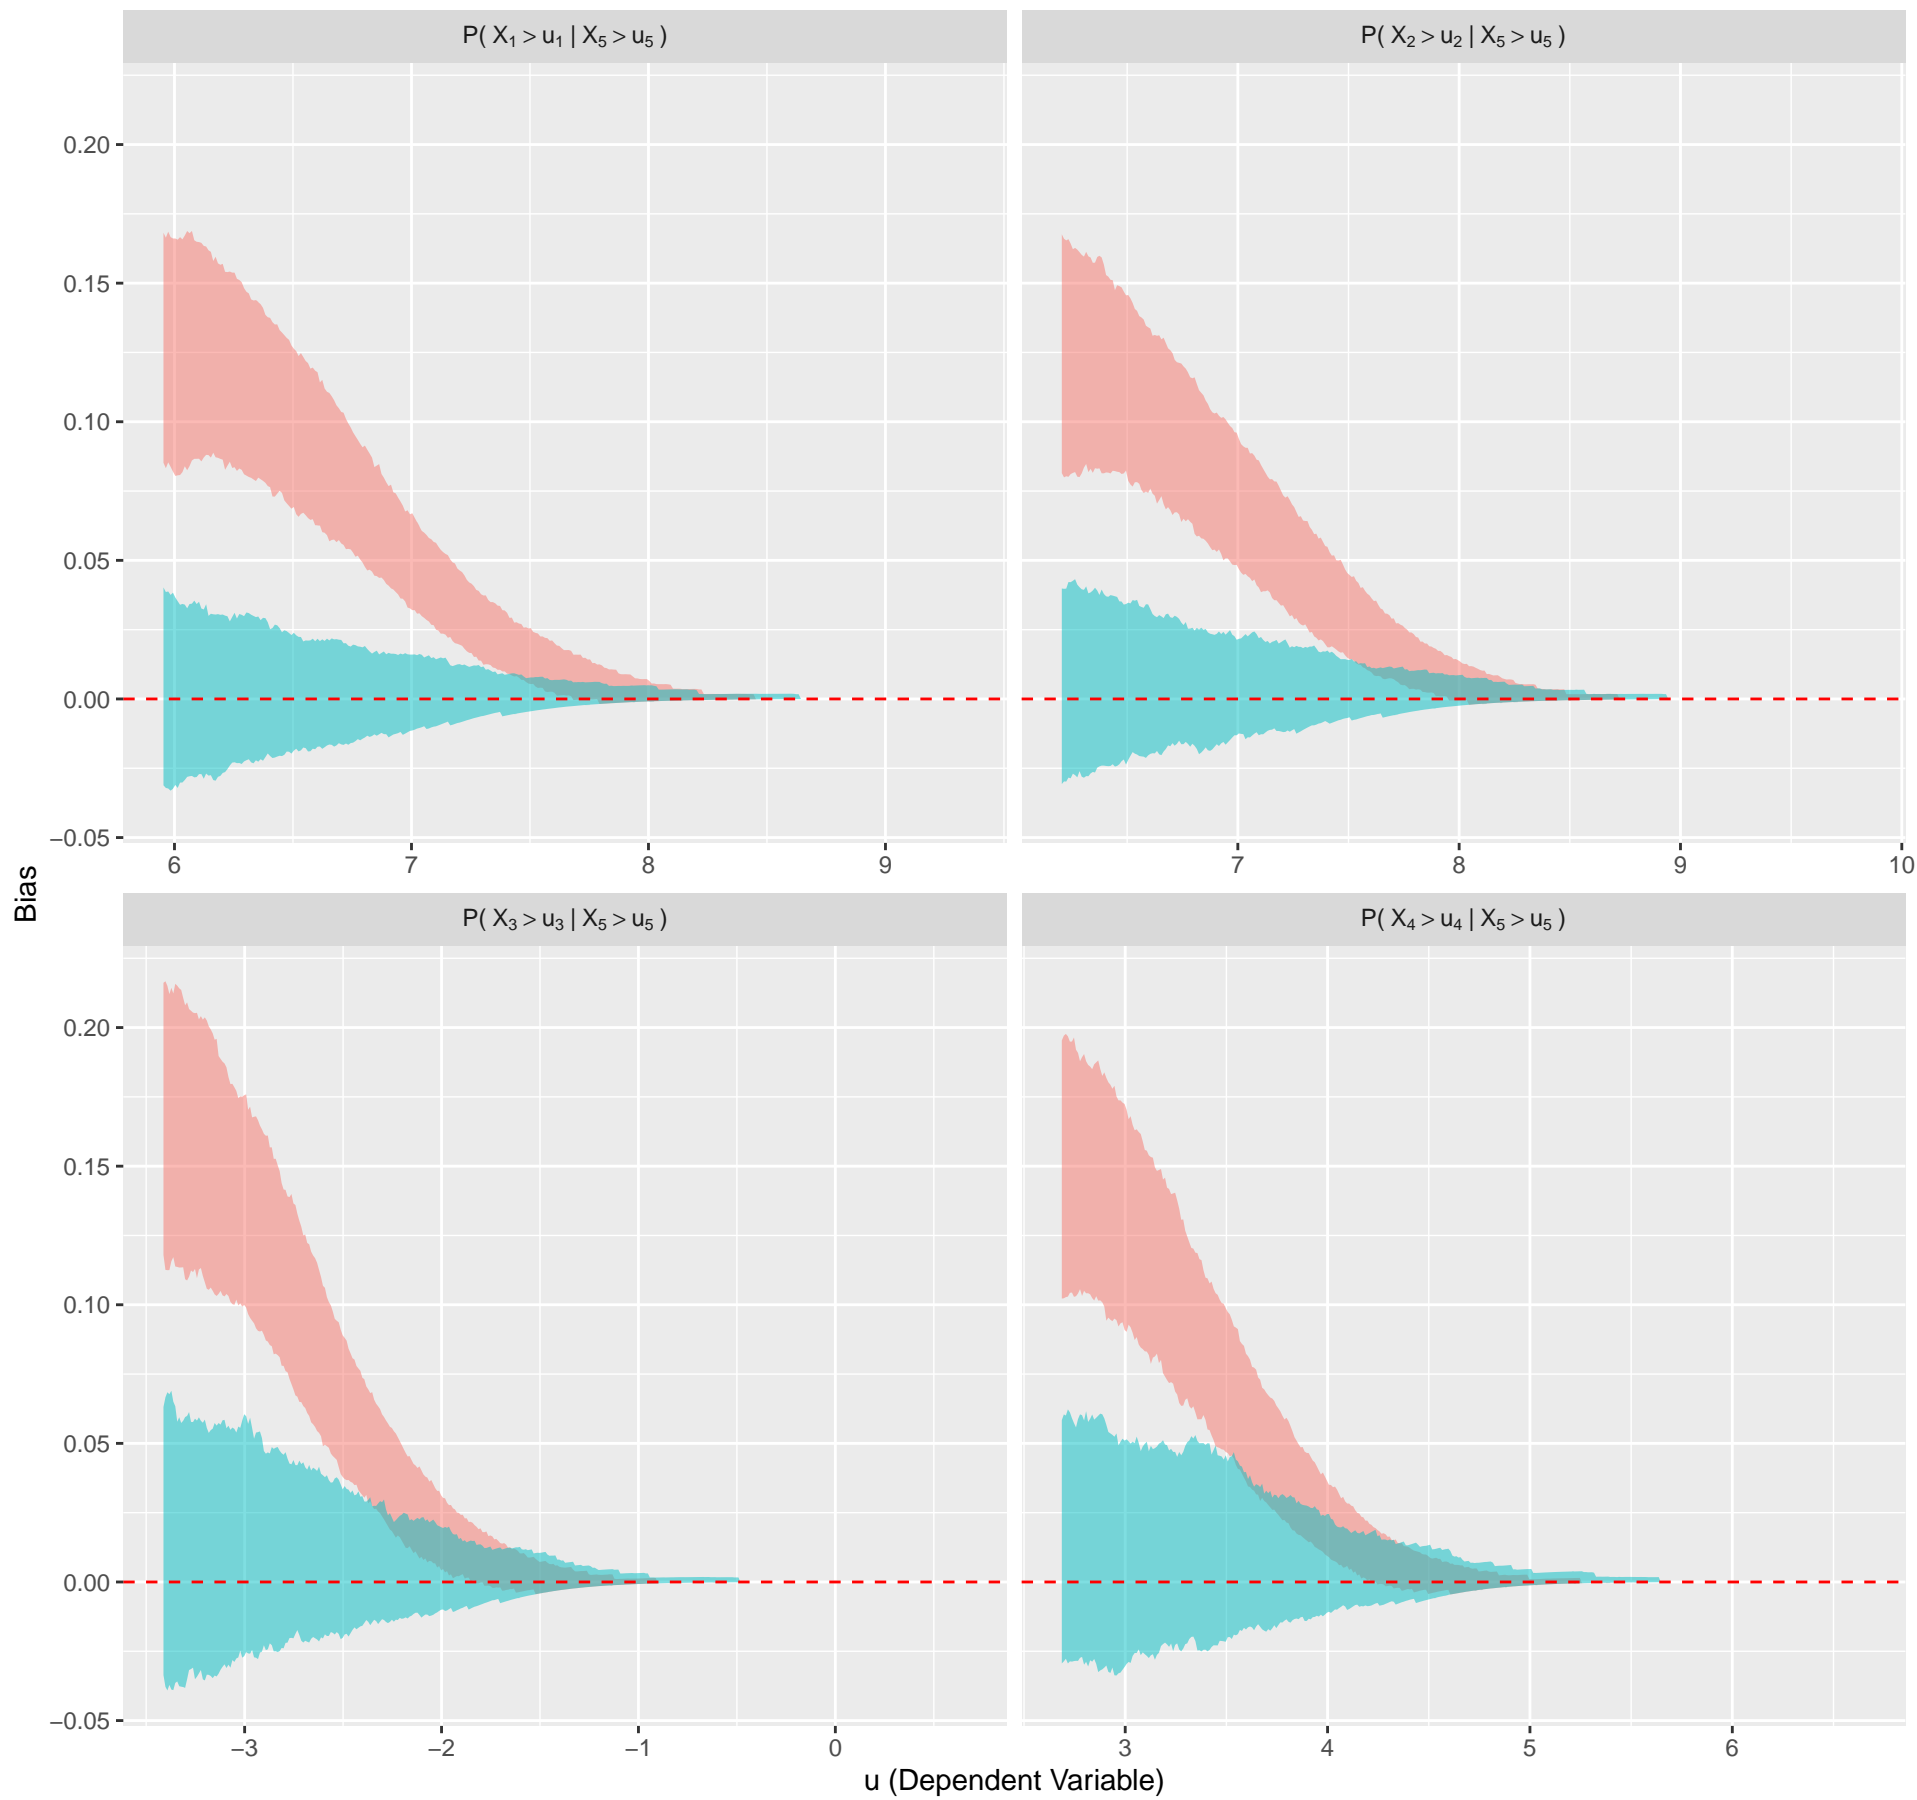 P( X₁ > u₁ | X₅ > u₅ )
P( X₂ > u₂ | X₅ > u₅ )
0.20
0.15
0.10
0.05
0.00
−0.05
6 7 8 9
7 8 9 10
Bias
P( X₃ > u₃ | X₅ > u₅ )
P( X₄ > u₄ | X₅ > u₅ )
0.20
0.15
0.10
0.05
0.00
−0.05
−3 −2 −1 0
3 4 5 6
u (Dependent Variable)